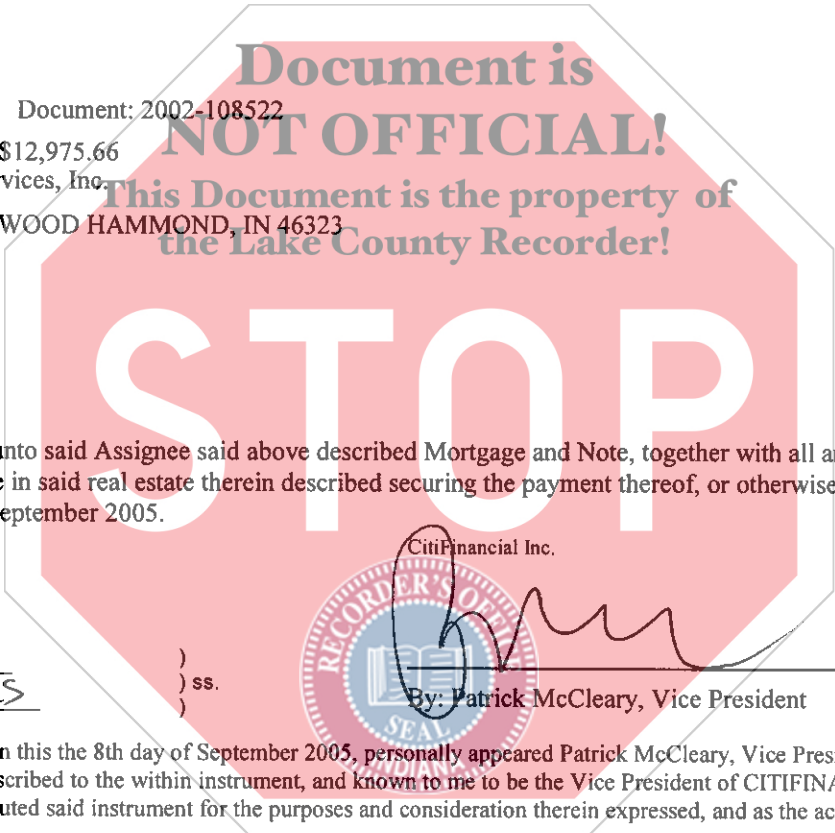 Document is
Document: 2002-108522
NOT OFFICIAL!
$12,975.66
vices, Inc.
This Document is the property of
WOOD HAMMOND, IN 46323
the Lake County Recorder!
STOP
unto said Assignee said above described Mortgage and Note, together with all a
in said real estate therein described securing the payment thereof, or otherwise
eptember 2005.
CitiFinancial Inc.
RECORDER'S OFFICE
)
) ss.
)
By: Patrick McCleary, Vice President
SEAL
INDIANA
n this the 8th day of September 2005, personally appeared Patrick McCleary, Vice Pres
scribed to the within instrument, and known to me to be the Vice President of CITIFINA
uted said instrument for the purposes and consideration therein expressed, and as the ac